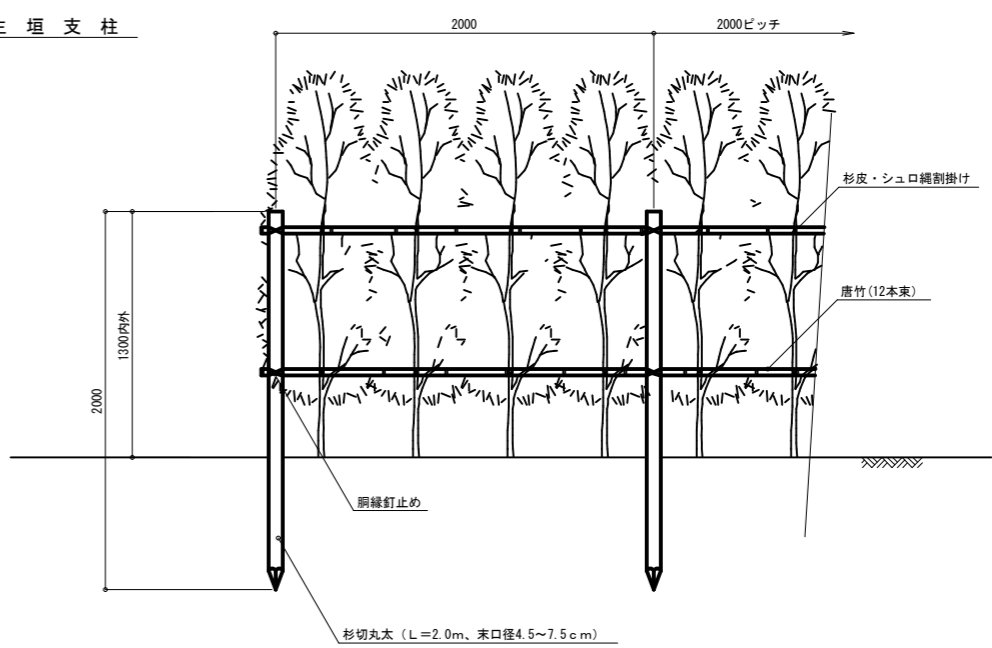 垣 支 柱
2000
2000ピッチ
杉皮・シュロ縄割掛け
唐竹(12本束)
1300内外
2000
胴縁釘止め
杉切丸太（Ｌ＝2.0m、末口径4.5～7.5ｃｍ）